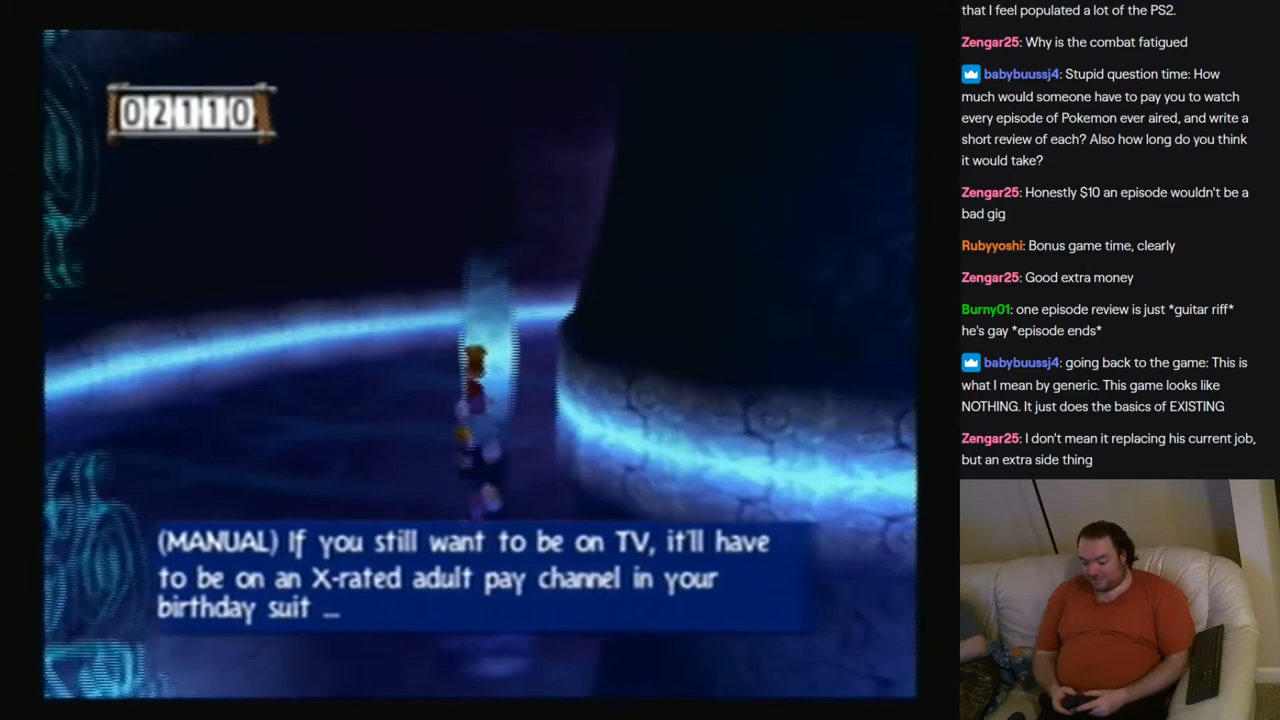 that I feel populated a lot of the PS2.
Zengar25: Why is the combat fatigued
babybuussj4: Stupid question time: How
much would someone have to pay you to watch
every episode of Pokemon ever aired, and write a
short review of each? Also how long do you think
it would take?
Zengar25: Honestly $10 an episode wouldn't be a
bad gig
Rubyyoshi: Bonus game time, clearly
Zengar25: Good extra money
Burny01: one episode review is just *guitar riff*
he's gay *episode ends*
babybuussj4: going back to the game: This is
what I mean by generic. This game looks like
NOTHING. It just does the basics of EXISTING
Zengar25: I don't mean it replacing his current job,
but an extra side thing
02110
(MANUAL) If you still want to be on TV, it'll have
to be on an X-rated adult pay channel in your
birthday suit ...